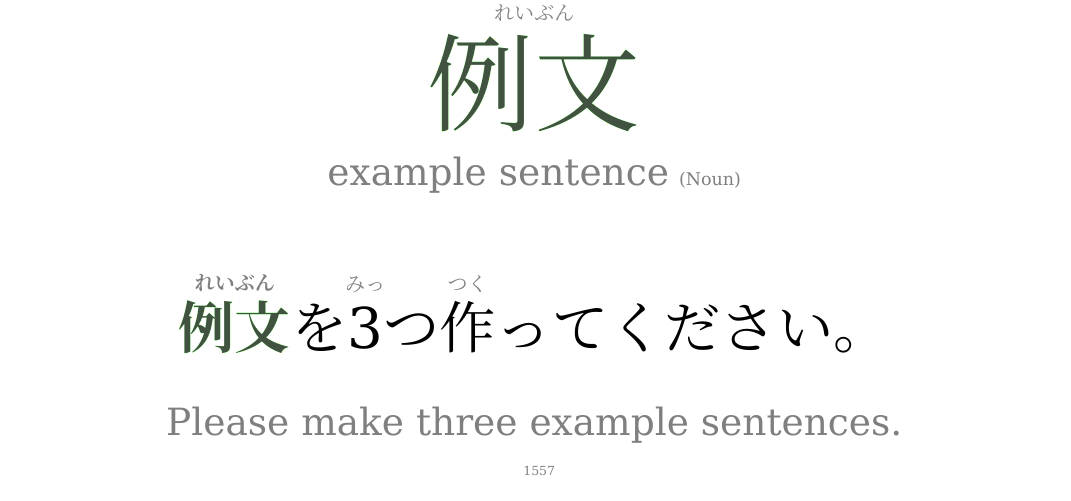 れいぶん
例文
example sentence (Noun)
れいぶん みっ つく
例文を3つ作ってください。
Please make three example sentences.
1557